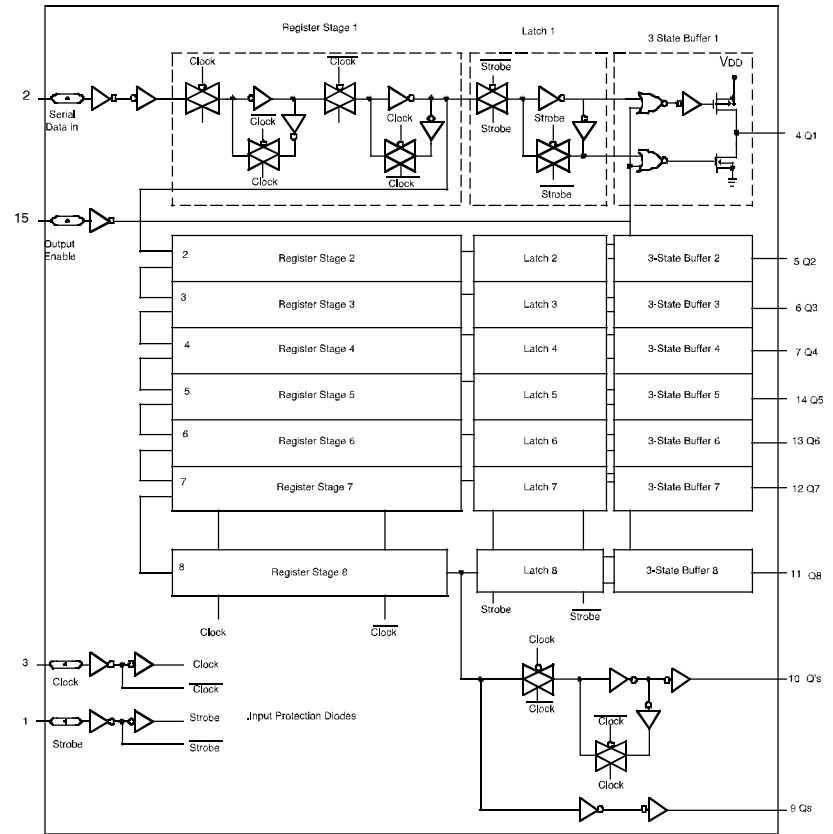 Register Stage 1
Latch 1
3 State Buffer 1
Clock
Clock
Strobe
VDD
2
Serial
Data in
Clock
Clock
Strobe
Strobe
4 Q1
Clock
Clock
Strobe
15
Output
Enable
2 Register Stage 2 Latch 2 3-State Buffer 2 5 Q2
3 Register Stage 3 Latch 3 3-State Buffer 3 6 Q3
4 Register Stage 4 Latch 4 3-State Buffer 4 7 Q4
5 Register Stage 5 Latch 5 3-State Buffer 5 14 Q5
6 Register Stage 6 Latch 6 3-State Buffer 6 13 Q6
7 Register Stage 7 Latch 7 3-State Buffer 7 12 Q7
8 Register Stage 8 Latch 8 3-State Buffer 8 11 Q8
Clock
Clock
Strobe
Strobe
3
Clock
Clock
Clock
1
Strobe
Strobe
Strobe
.Input Protection Diodes
Clock
Clock
10 Q's
Clock
Clock
9 Qs